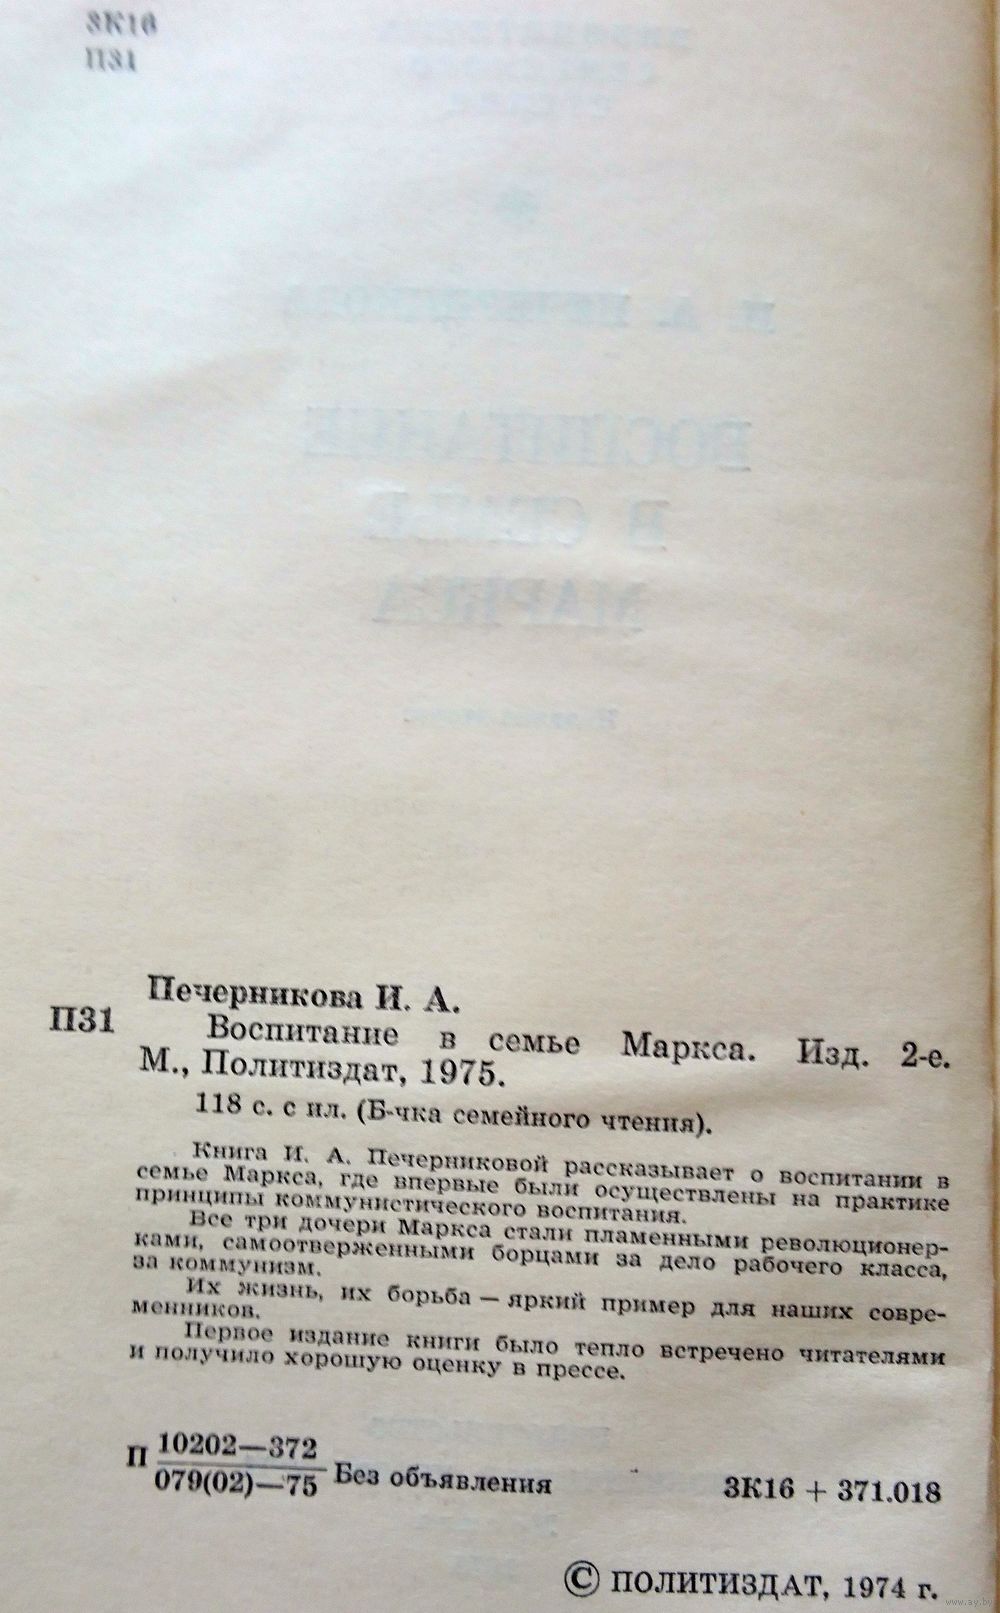 3К16
П31
Печерникова И. А.
П31 Воспитание в семье Маркса. Изд. 2-е.
М., Политиздат, 1975.
118 с. с ил. (Б-чка семейного чтения).
Книга И. А. Печерниковой рассказывает о воспитании в
семье Маркса, где впервые были осуществлены на практике
принципы коммунистического воспитания.
Все три дочери Маркса стали пламенными революционер-
ками, самоотверженными борцами за дело рабочего класса,
за коммунизм.
Их жизнь, их борьба — яркий пример для наших совре-
менников.
Первое издание книги было тепло встречено читателями
и получило хорошую оценку в прессе.
П 10202—372
079(02)—75 Без объявления 3К16 + 371.018
© ПОЛИТИЗДАТ, 1974 г.
www.ay.by